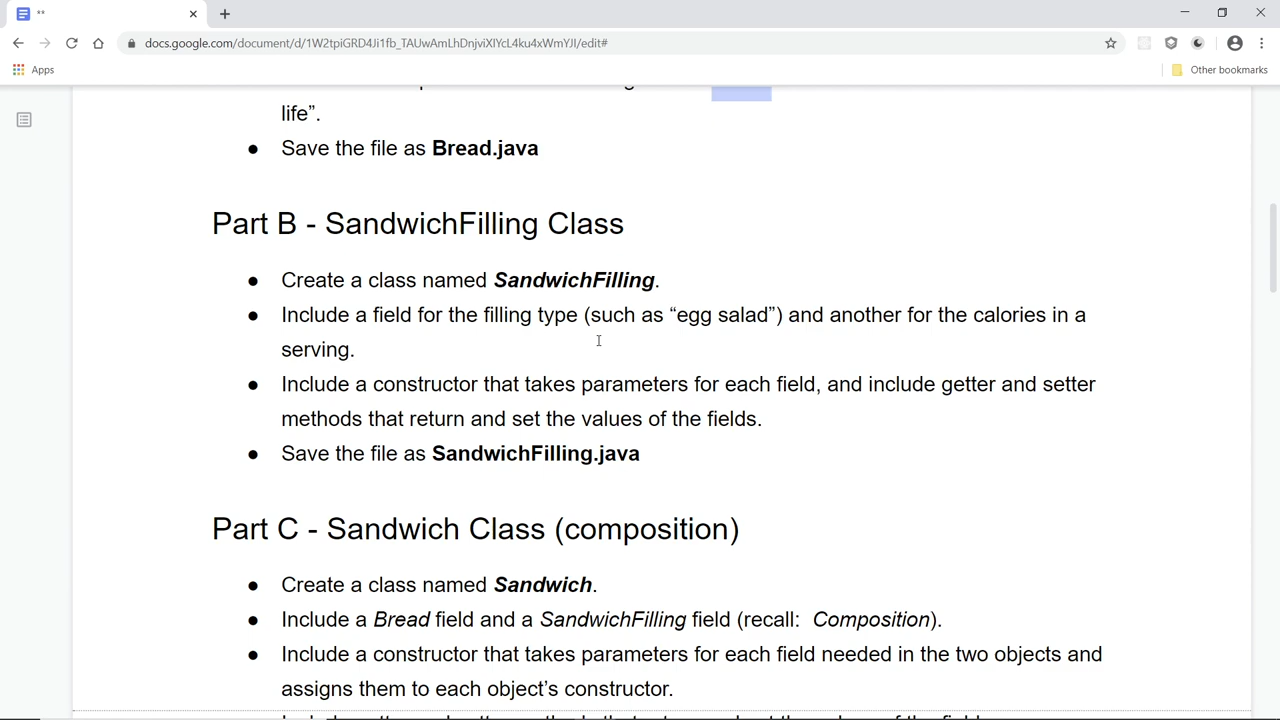 **
docs.google.com/document/d/1W2tpiGRD4Ji1fb_TAUwAmLhDnjviXIYcL4ku4xWmYJI/edit#
Apps
Other bookmarks
life”.
● Save the file as Bread.java
Part B - SandwichFilling Class
● Create a class named SandwichFilling.
● Include a field for the filling type (such as “egg salad”) and another for the calories in a
serving.
● Include a constructor that takes parameters for each field, and include getter and setter
methods that return and set the values of the fields.
● Save the file as SandwichFilling.java
Part C - Sandwich Class (composition)
● Create a class named Sandwich.
● Include a Bread field and a SandwichFilling field (recall:  Composition).
● Include a constructor that takes parameters for each field needed in the two objects and
assigns them to each object’s constructor.